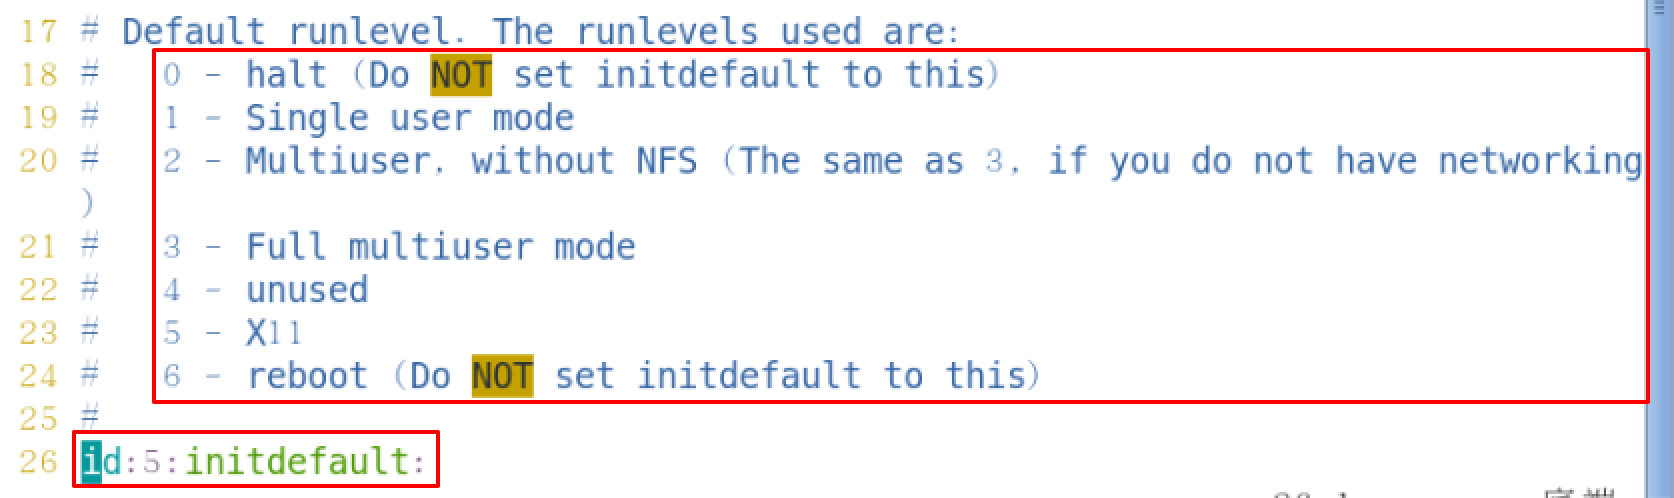 17 # Default runlevel. The runlevels used are:
18 #   0 - halt (Do NOT set initdefault to this)
19 #   1 - Single user mode
20 #   2 - Multiuser, without NFS (The same as 3, if you do not have networking
)
21 #   3 - Full multiuser mode
22 #   4 - unused
23 #   5 - X11
24 #   6 - reboot (Do NOT set initdefault to this)
25 #
26 id:5:initdefault:
底端